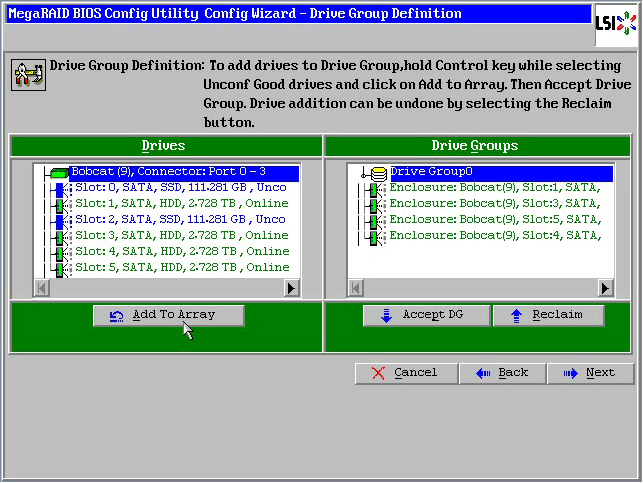 MegaRAID BIOS Config Utility Config Wizard - Drive Group Definition
LSI
Drive Group Definition: To add drives to Drive Group,hold Control key while selecting
Unconf Good drives and click on Add to Array. Then Accept Drive
Group. Drive addition can be undone by selecting the Reclaim
button.
Drives
Drive Groups
Bobcat (9), Connector: Port 0 - 3
Slot: 0, SATA, SSD, 111.281 GB , Unco
Slot: 1, SATA, HDD, 2.728 TB , Online
Slot: 2, SATA, SSD, 111.281 GB , Unco
Slot: 3, SATA, HDD, 2.728 TB , Online
Slot: 4, SATA, HDD, 2.728 TB , Online
Slot: 5, SATA, HDD, 2.728 TB , Online
Drive Group0
Enclosure: Bobcat(9), Slot:1, SATA,
Enclosure: Bobcat(9), Slot:3, SATA,
Enclosure: Bobcat(9), Slot:5, SATA,
Enclosure: Bobcat(9), Slot:4, SATA,
Add To Array
Accept DG
Reclaim
Cancel
Back
Next